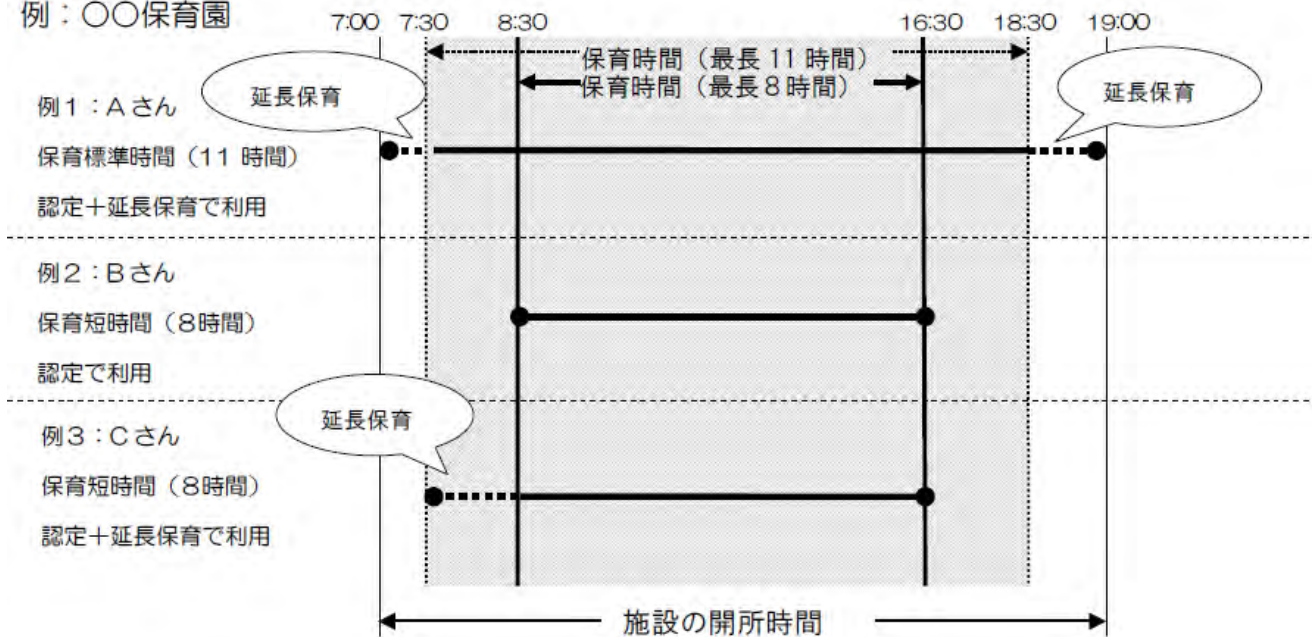 例：○○保育園
7:00 7:30 8:30 16:30 18:30 19:00
保育時間（最長 11 時間）
保育時間（最長８時間）
延長保育
延長保育
例１：Ａさん
保育標準時間（11 時間）
認定＋延長保育で利用
例２：Ｂさん
保育短時間（８時間）
認定で利用
延長保育
例３：Ｃさん
保育短時間（８時間）
認定＋延長保育で利用
施設の開所時間